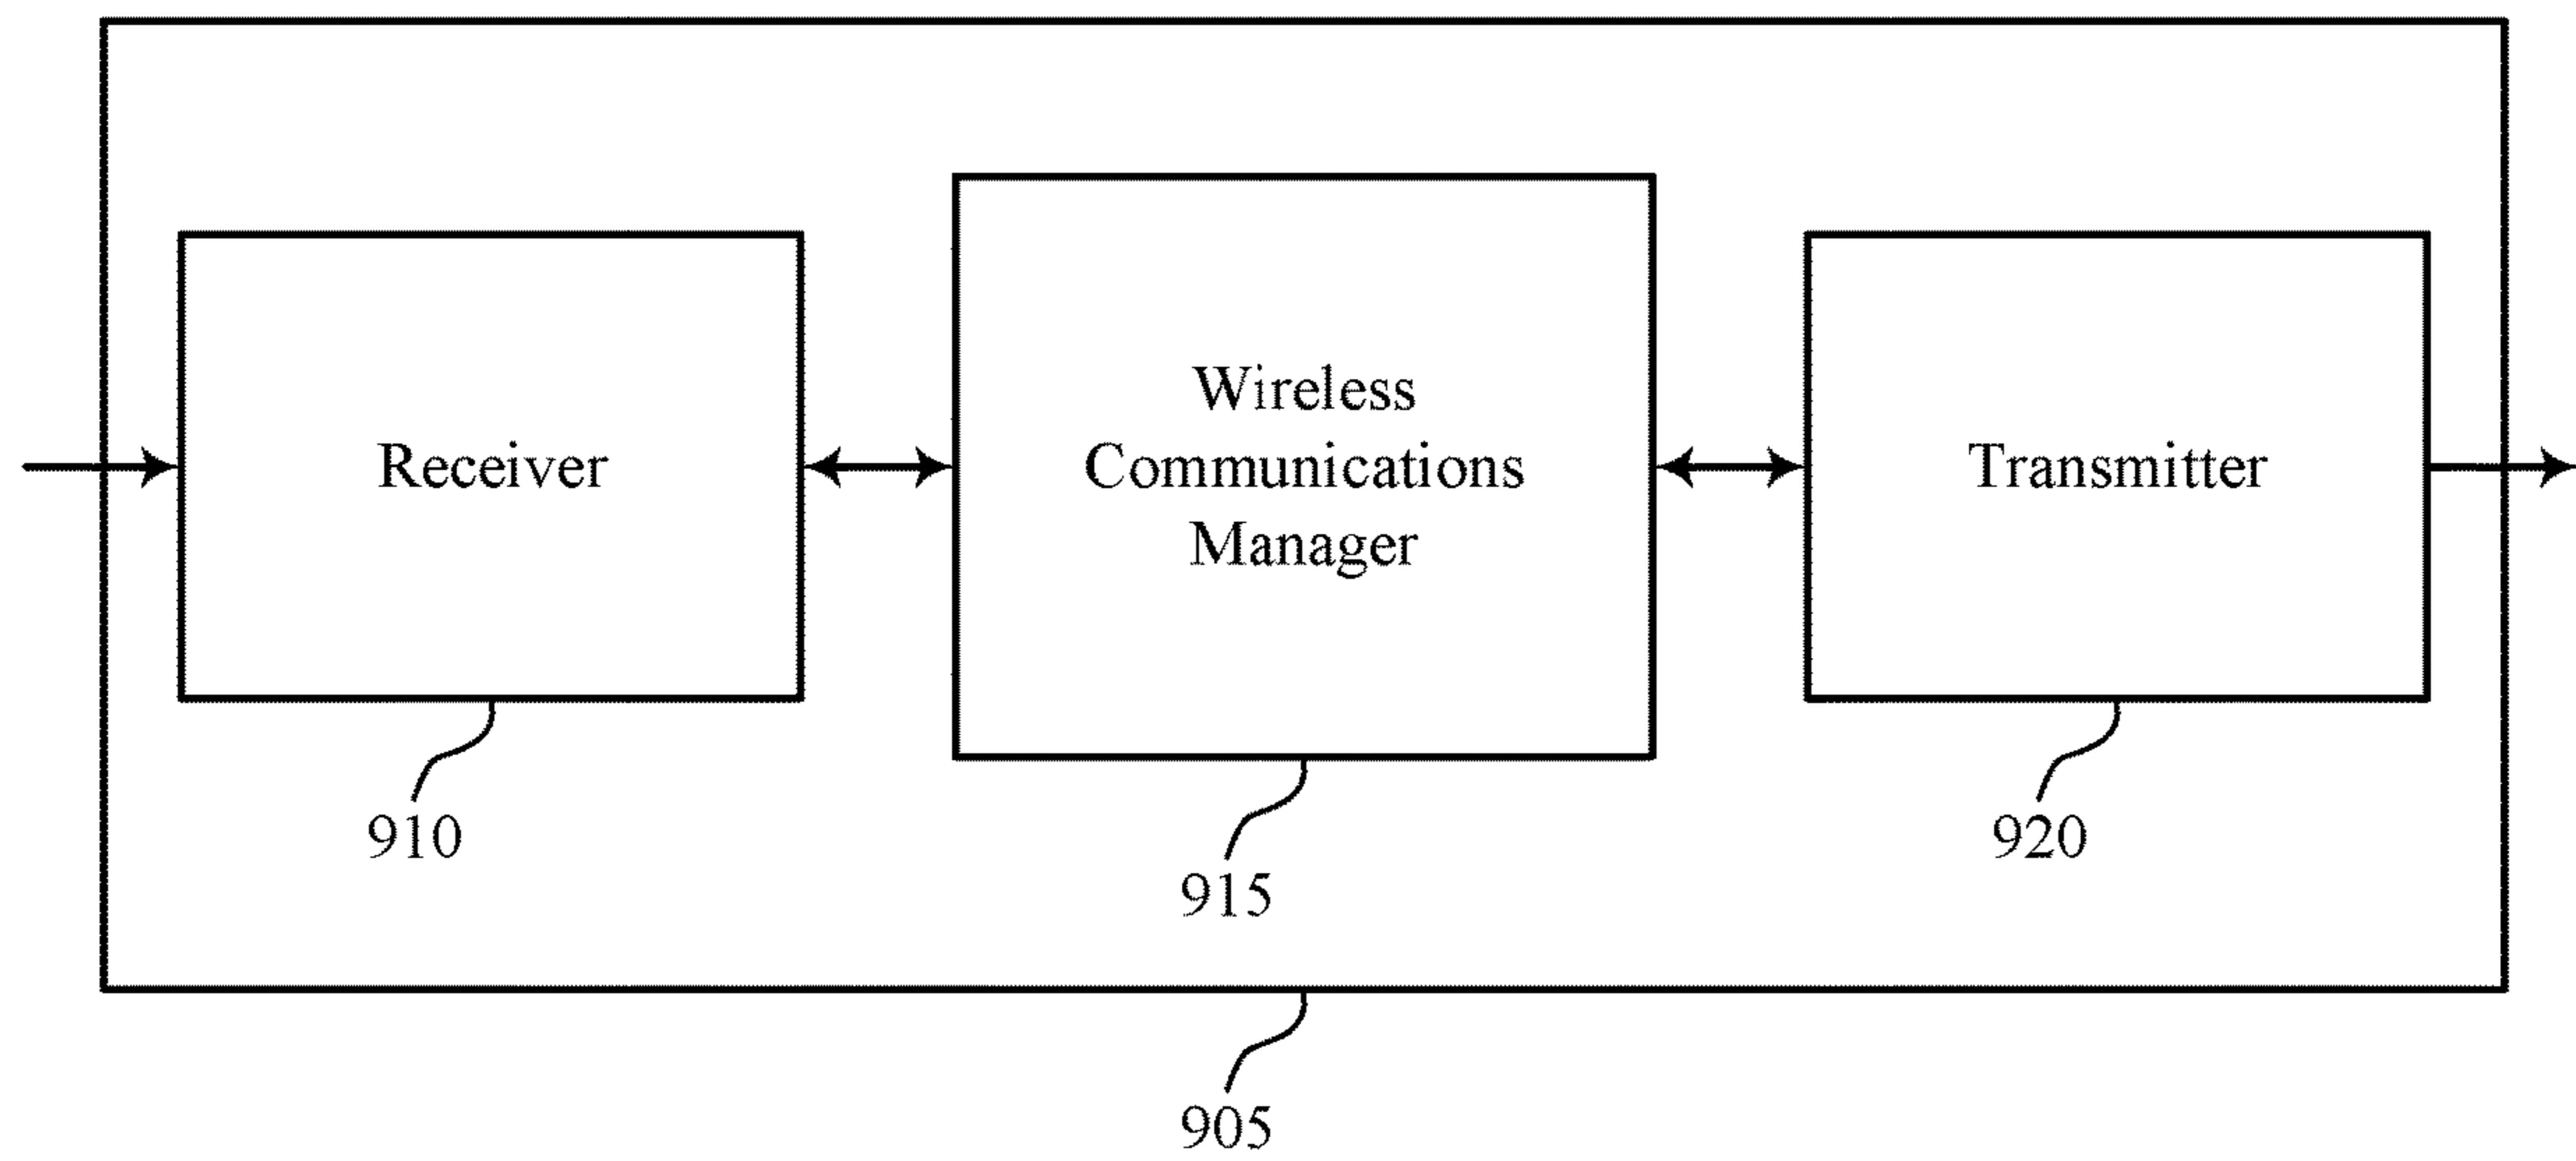 Receiver
Wireless
Communications
Manager
Transmitter
910
915
920
905